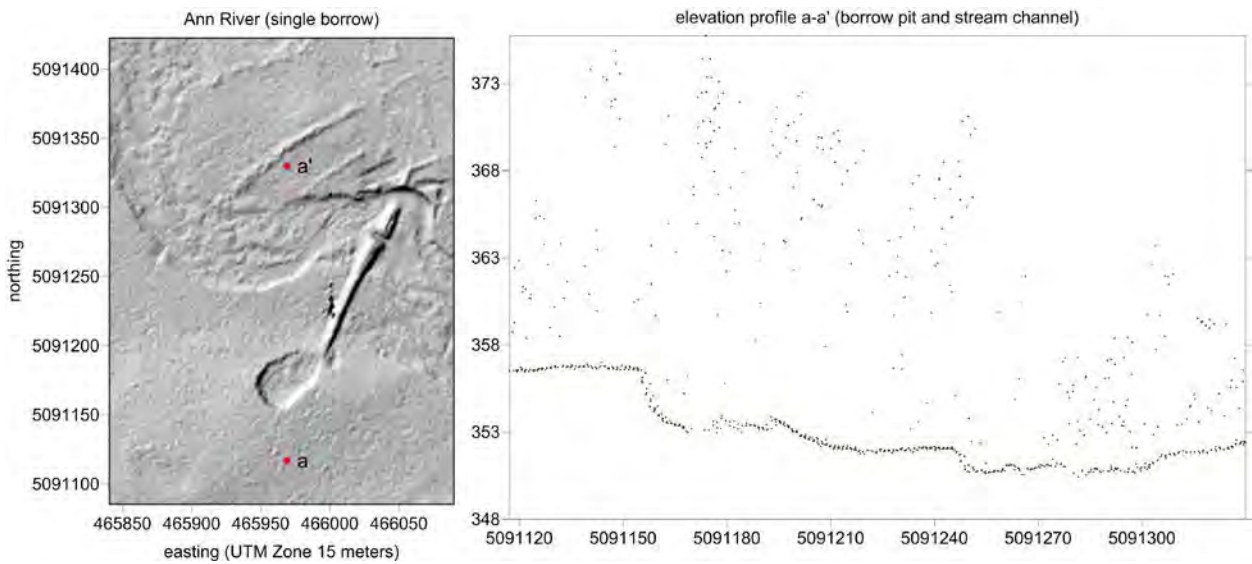 Ann River (single borrow)
5091400
5091350
5091300
5091250
5091200
5091150
5091100
northing
a'
a
465850 465900 465950 466000 466050
easting (UTM Zone 15 meters)
elevation profile a-a' (borrow pit and stream channel)
373
368
363
358
353
348
5091120 5091150 5091180 5091210 5091240 5091270 5091300